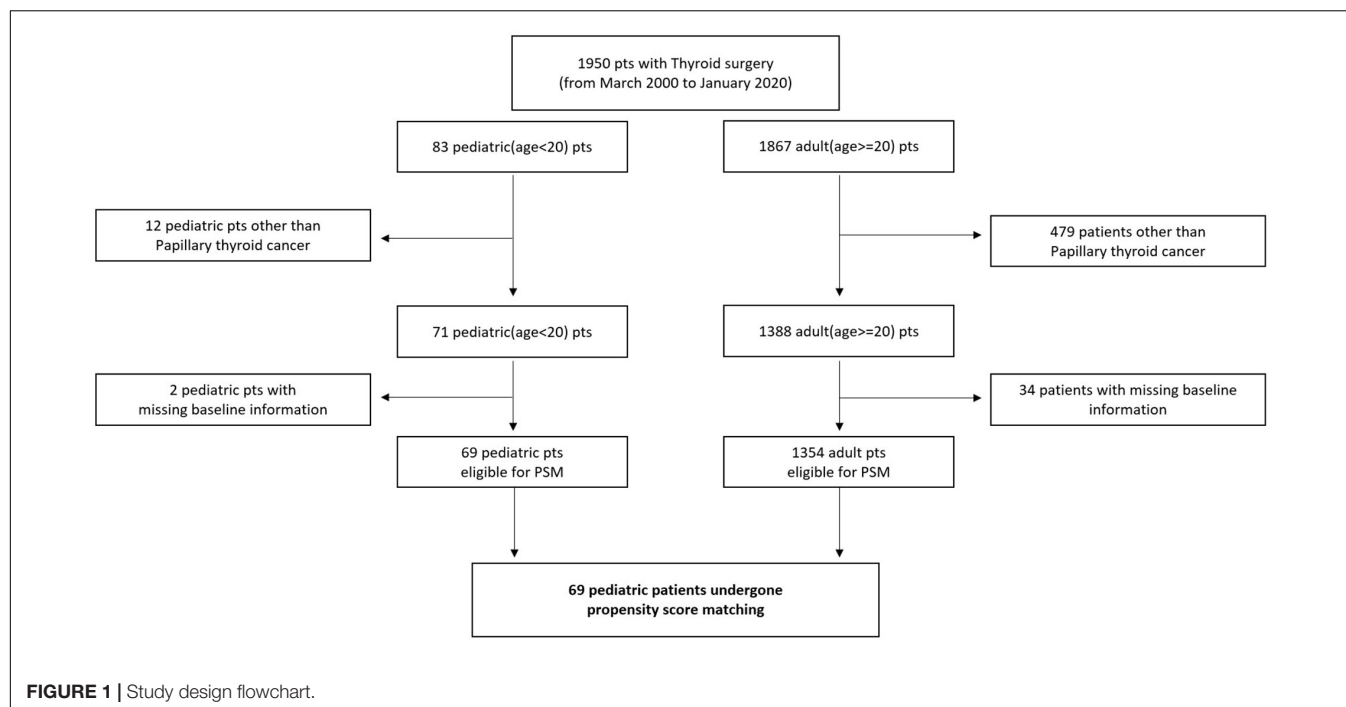 1950 pts with Thyroid surgery
(from March 2000 to January 2020)
83 pediatric(age<20) pts
1867 adult(age>=20) pts
12 pediatric pts other than
Papillary thyroid cancer
479 patients other than
Papillary thyroid cancer
71 pediatric(age<20) pts
1388 adult(age>=20) pts
2 pediatric pts with
missing baseline information
34 patients with missing baseline
information
69 pediatric pts
eligible for PSM
1354 adult pts
eligible for PSM
69 pediatric patients undergone
propensity score matching
FIGURE 1 | Study design flowchart.